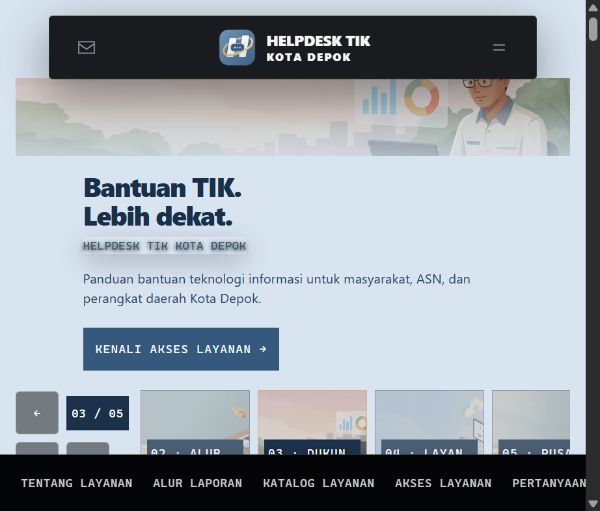 HELPDESK TIK
KOTA DEPOK
Bantuan TIK.
Lebih dekat.
HELPDESK TIK KOTA DEPOK
Panduan bantuan teknologi informasi untuk masyarakat, ASN, dan
perangkat daerah Kota Depok.
KENALI AKSES LAYANAN →
← 03 / 05
02 · ALUR 03 · DUKUN 04 · LAYAN 05 · PUSA
TENTANG LAYANAN ALUR LAPORAN KATALOG LAYANAN AKSES LAYANAN PERTANYAAN